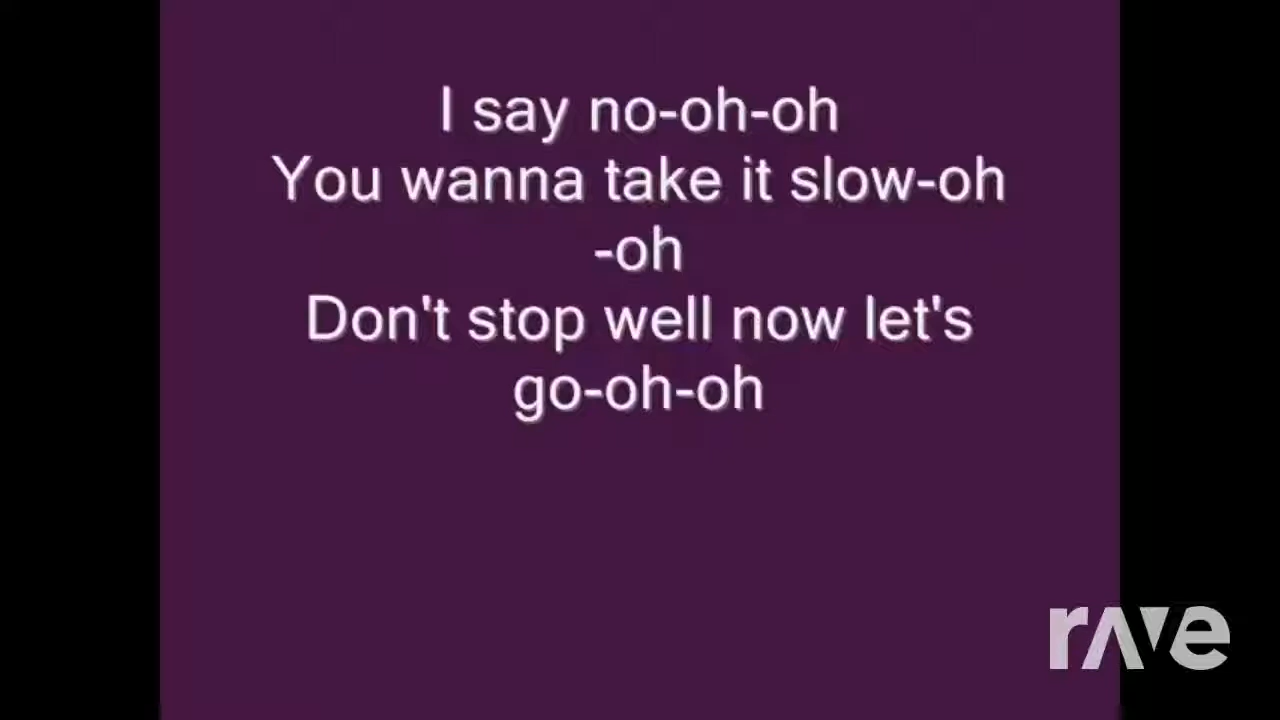 I say no-oh-oh
You wanna take it slow-oh
-oh
Don't stop well now let's
go-oh-oh
rave